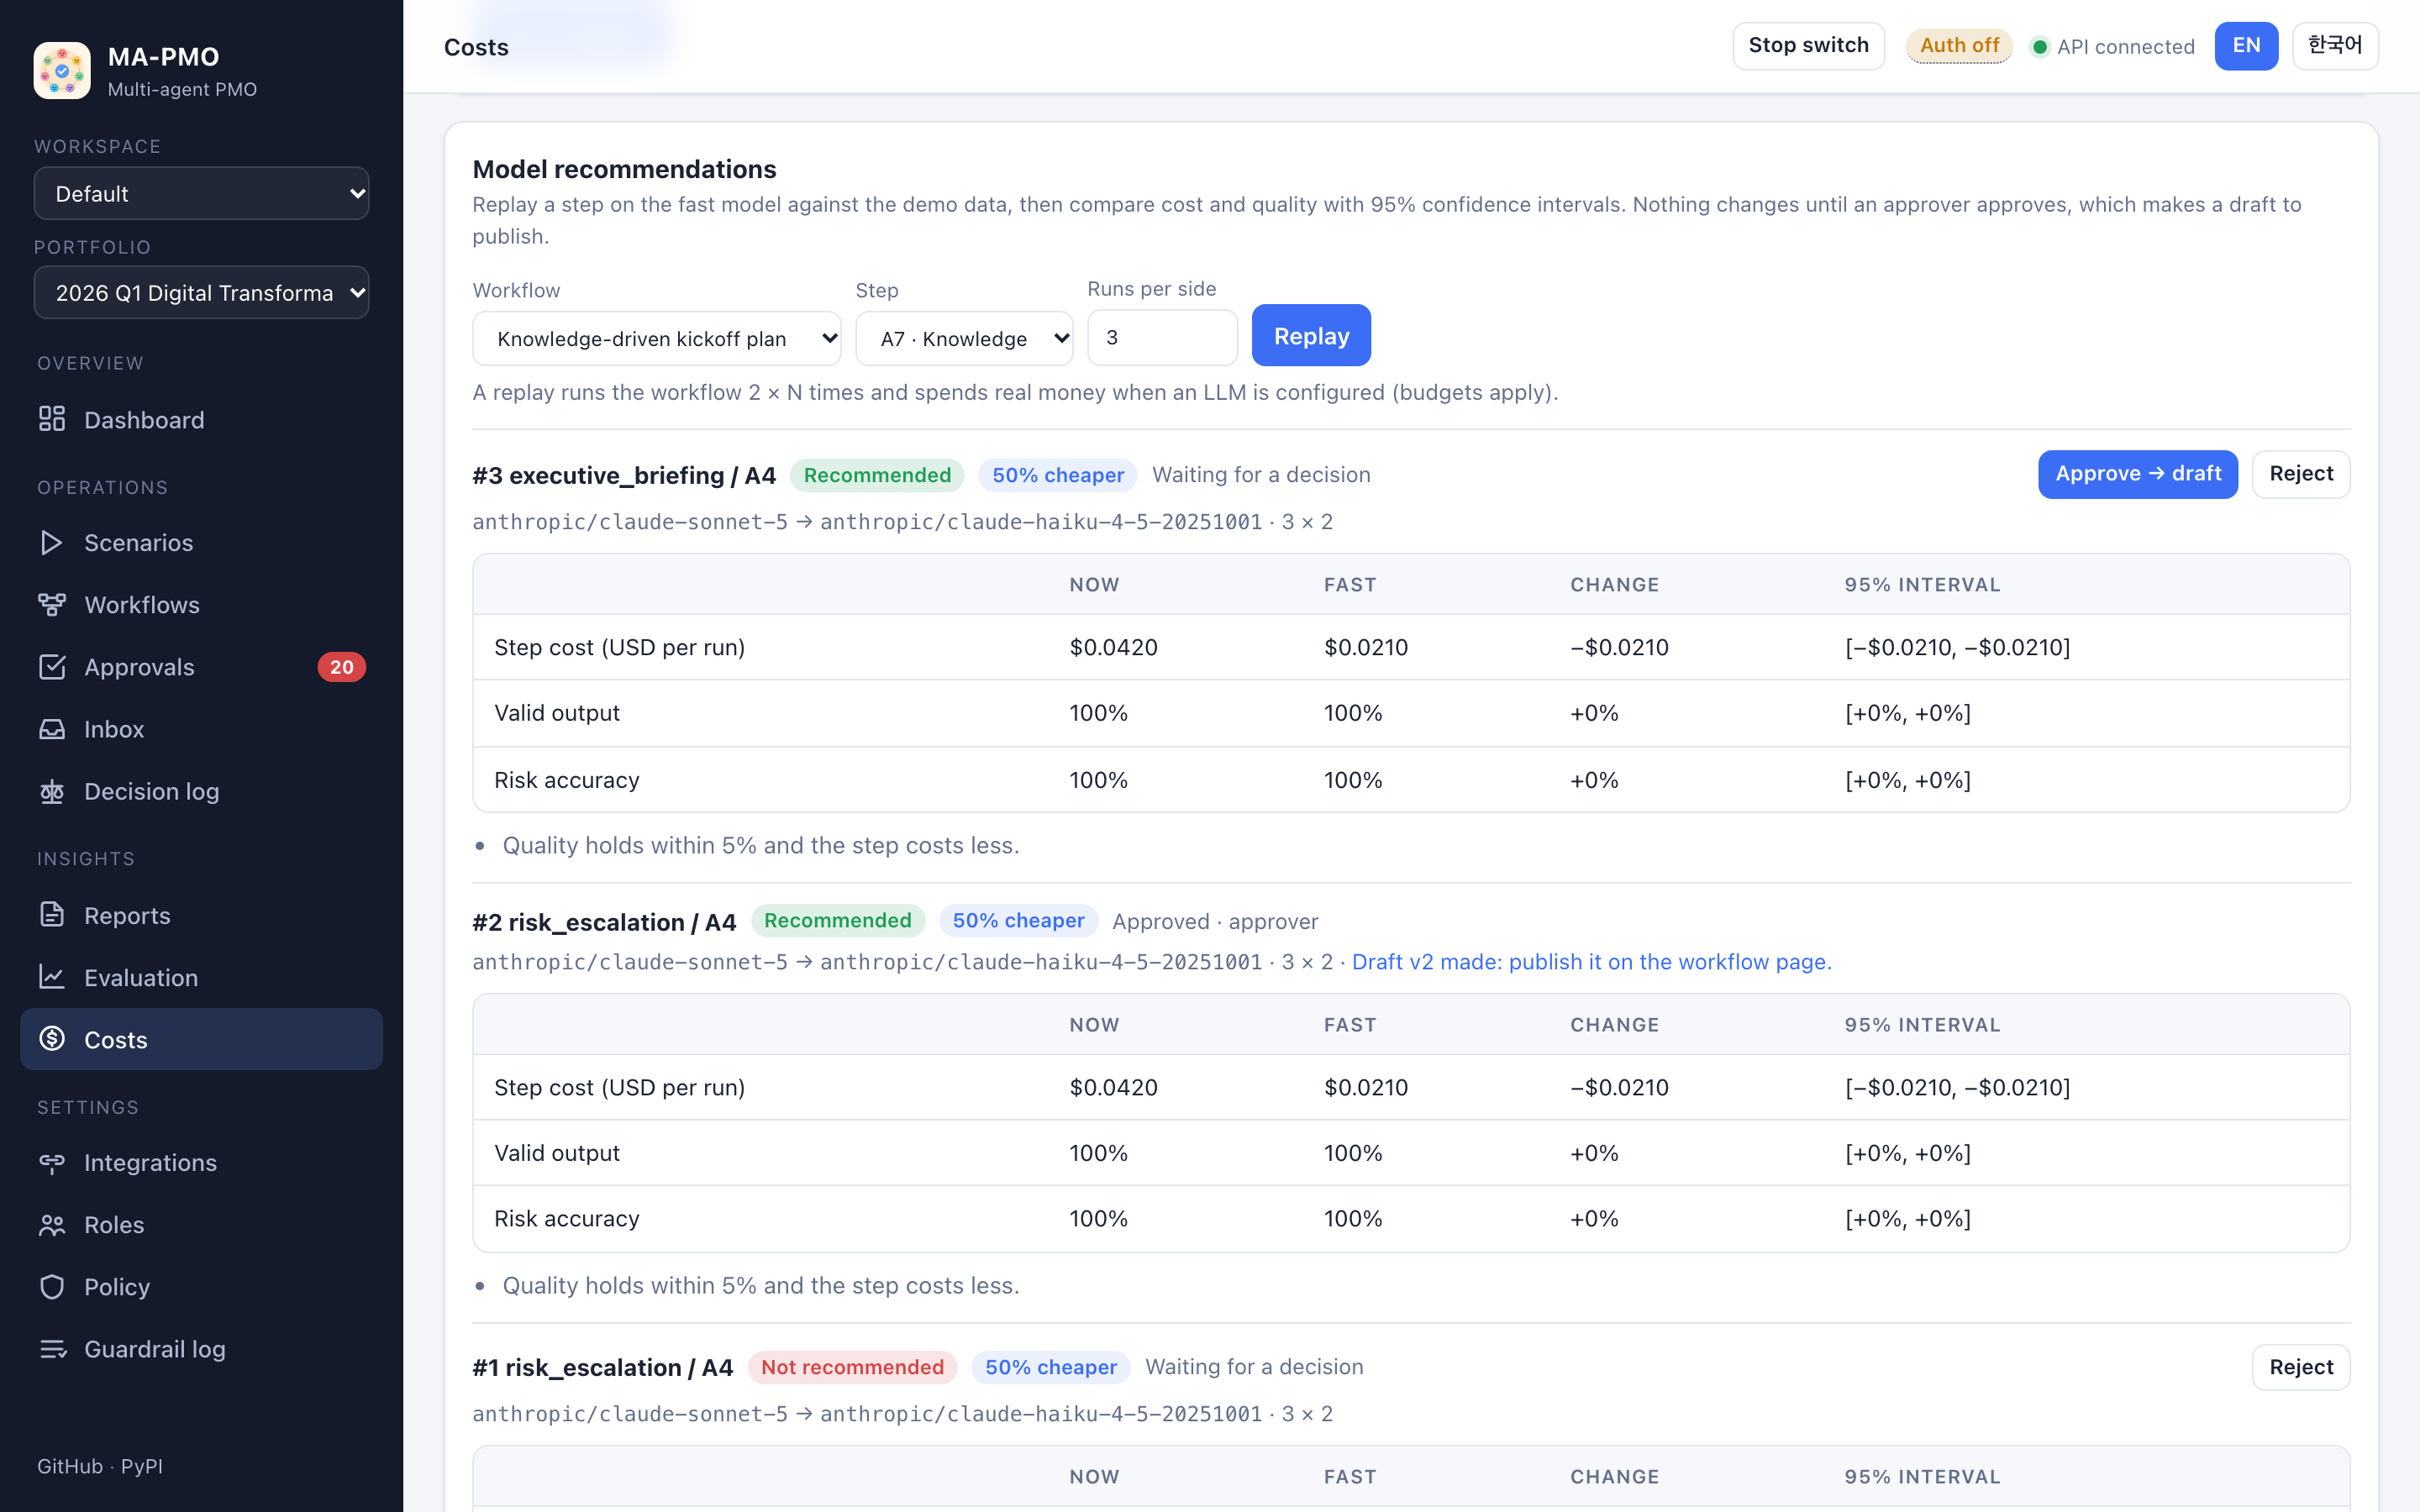 MA-PMO
Multi-agent PMO
WORKSPACE
Default
PORTFOLIO
2026 Q1 Digital Transforma
OVERVIEW
Dashboard
OPERATIONS
Scenarios
Workflows
Approvals 20
Inbox
Decision log
INSIGHTS
Reports
Evaluation
Costs
SETTINGS
Integrations
Roles
Policy
Guardrail log
GitHub · PyPI
Costs Stop switch Auth off API connected EN 한국어
Model recommendations
Replay a step on the fast model against the demo data, then compare cost and quality with 95% confidence intervals. Nothing changes until an approver approves, which makes a draft to
publish.
Workflow Step Runs per side
Knowledge-driven kickoff plan A7 · Knowledge 3 Replay
A replay runs the workflow 2 × N times and spends real money when an LLM is configured (budgets apply).
#3 executive_briefing / A4 Recommended 50% cheaper Waiting for a decision Approve → draft Reject
anthropic/claude-sonnet-5 → anthropic/claude-haiku-4-5-20251001 · 3 × 2
NOW FAST CHANGE 95% INTERVAL
Step cost (USD per run) $0.0420 $0.0210 −$0.0210 [−$0.0210, −$0.0210]
Valid output 100% 100% +0% [+0%, +0%]
Risk accuracy 100% 100% +0% [+0%, +0%]
• Quality holds within 5% and the step costs less.
#2 risk_escalation / A4 Recommended 50% cheaper Approved · approver
anthropic/claude-sonnet-5 → anthropic/claude-haiku-4-5-20251001 · 3 × 2 · Draft v2 made: publish it on the workflow page.
NOW FAST CHANGE 95% INTERVAL
Step cost (USD per run) $0.0420 $0.0210 −$0.0210 [−$0.0210, −$0.0210]
Valid output 100% 100% +0% [+0%, +0%]
Risk accuracy 100% 100% +0% [+0%, +0%]
• Quality holds within 5% and the step costs less.
#1 risk_escalation / A4 Not recommended 50% cheaper Waiting for a decision Reject
anthropic/claude-sonnet-5 → anthropic/claude-haiku-4-5-20251001 · 3 × 2
NOW FAST CHANGE 95% INTERVAL